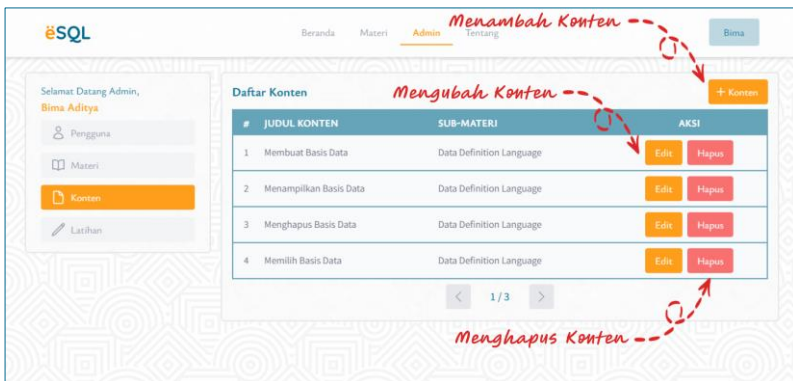 ësQL
Beranda Materi Admin Tentang
Menambah Konten
Bima
Selamat Datang Admin,
Bima Aditya
Pengguna
Materi
Konten
Latihan
Daftar Konten
Mengubah Konten
+ Konten
# JUDUL KONTEN SUB-MATERI AKSI
1 Membuat Basis Data Data Definition Language Edit Hapus
2 Menampilkan Basis Data Data Definition Language Edit Hapus
3 Menghapus Basis Data Data Definition Language Edit Hapus
4 Memilih Basis Data Data Definition Language Edit Hapus
< 1/3 >
Menghapus Konten